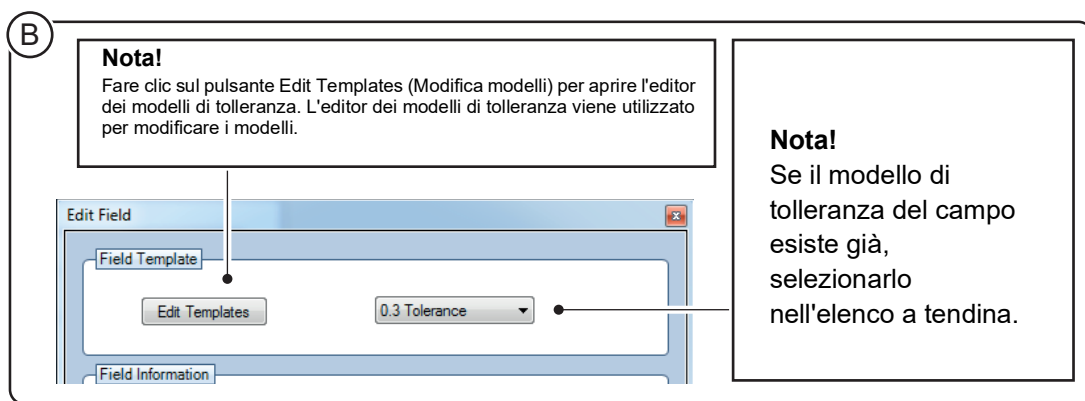 B
Nota!
Fare clic sul pulsante Edit Templates (Modifica modelli) per aprire l'editor
dei modelli di tolleranza. L'editor dei modelli di tolleranza viene utilizzato
per modificare i modelli.
Nota!
Se il modello di
tolleranza del campo
esiste già,
selezionarlo
nell'elenco a tendina.
Edit Field
Field Template
Edit Templates
0.3 Tolerance
Field Information